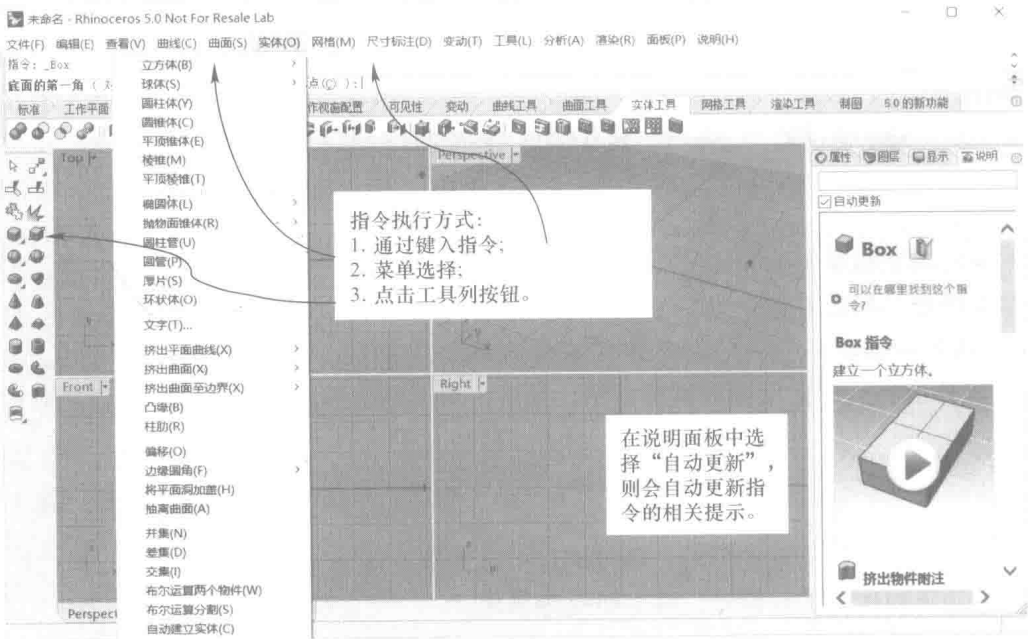 未命名 - Rhinoceros 5.0 Not For Resale Lab
文件(F) 编辑(E) 查看(V) 曲线(C) 曲面(S) 实体(O) 网格(M) 尺寸标注(D) 变动(T) 工具(L) 分析(A) 渲染(R) 面板(P) 说明(H)
指令: _Box
底面的第一角 ( 对 点(C) ):
标准 工作平面 作视窗配置 可见性 变动 曲线工具 曲面工具 实体工具 网格工具 渲染工具 制图 5.0 的新功能
立方体(B)
球体(S)
圆柱体(Y)
圆锥体(C)
平顶锥体(E)
棱锥(M)
平顶棱锥(T)
椭圆体(L)
抛物面锥体(R)
圆柱管(U)
圆管(P)
厚片(S)
环状体(O)
文字(T)...
挤出平面曲线(X)
挤出曲面(X)
挤出曲面至边界(X)
凸缘(B)
柱肋(R)
偏移(O)
边缘圆角(F)
将平面洞加盖(H)
抽离曲面(A)
并集(N)
差集(D)
交集(I)
布尔运算两个物件(W)
布尔运算分割(S)
自动建立实体(C)
Top
Perspective
Front
Right
Perspect
指令执行方式:
1. 通过键入指令;
2. 菜单选择;
3. 点击工具列按钮。
在说明面板中选
择“自动更新”,
则会自动更新指
令的相关提示。
属性 图层 显示 说明
自动更新
Box
可以在哪里找到这个指
令?
Box 指令
建立一个立方体。
挤出物件附注